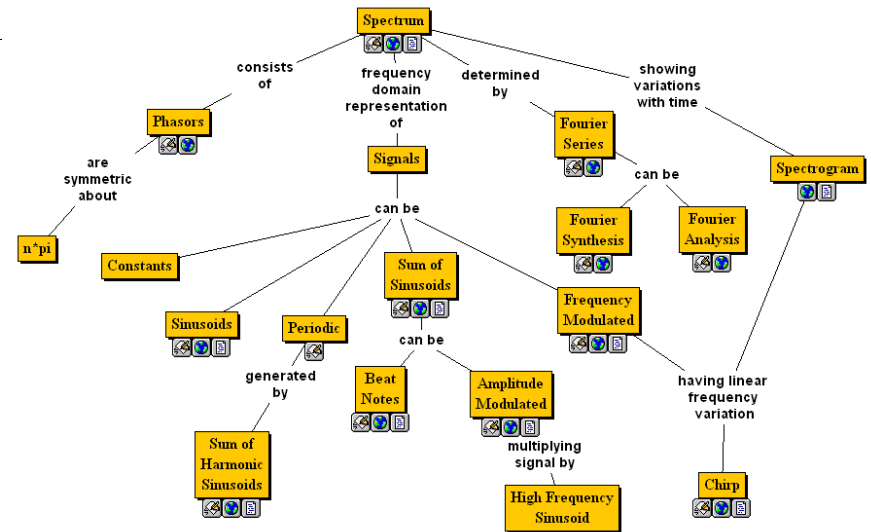 Spectrum
consists
of
frequency
domain
representation
of
determined
by
showing
variations
with time
Phasors
Fourier
Series
Signals
Spectrogram
are
symmetric
about
can be
can be
n*pi
Constants
Fourier
Synthesis
Fourier
Analysis
Sum of
Sinusoids
Frequency
Modulated
Sinusoids
Periodic
can be
generated
by
Beat
Notes
Amplitude
Modulated
having linear
frequency
variation
Sum of
Harmonic
Sinusoids
multiplying
signal by
High Frequency
Sinusoid
Chirp